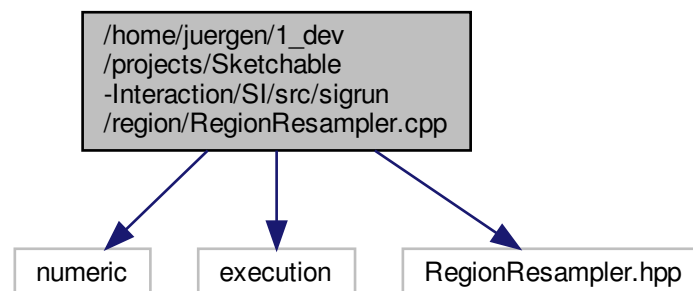 /home/juergen/1_dev
/projects/Sketchable
-Interaction/SI/src/sigrun
/region/RegionResampler.cpp
numeric
execution
RegionResampler.hpp